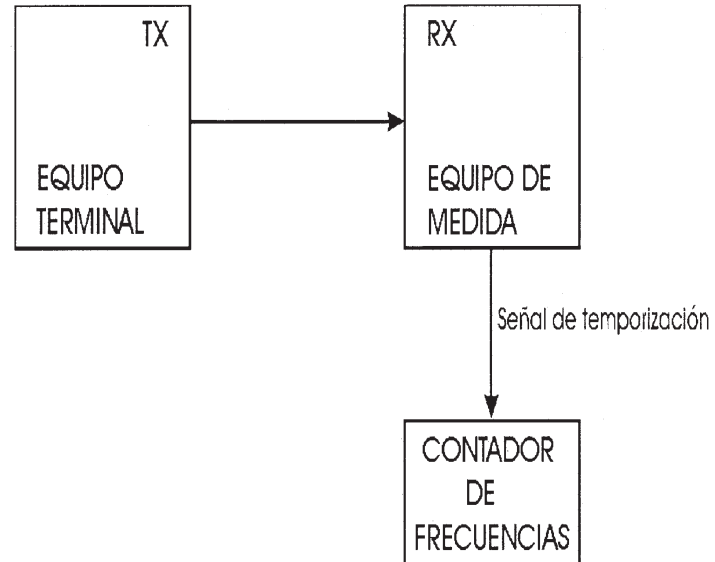 TX
EQUIPO
TERMINAL
RX
EQUIPO DE
MEDIDA
Señal de temporización
CONTADOR
DE
FRECUENCIAS